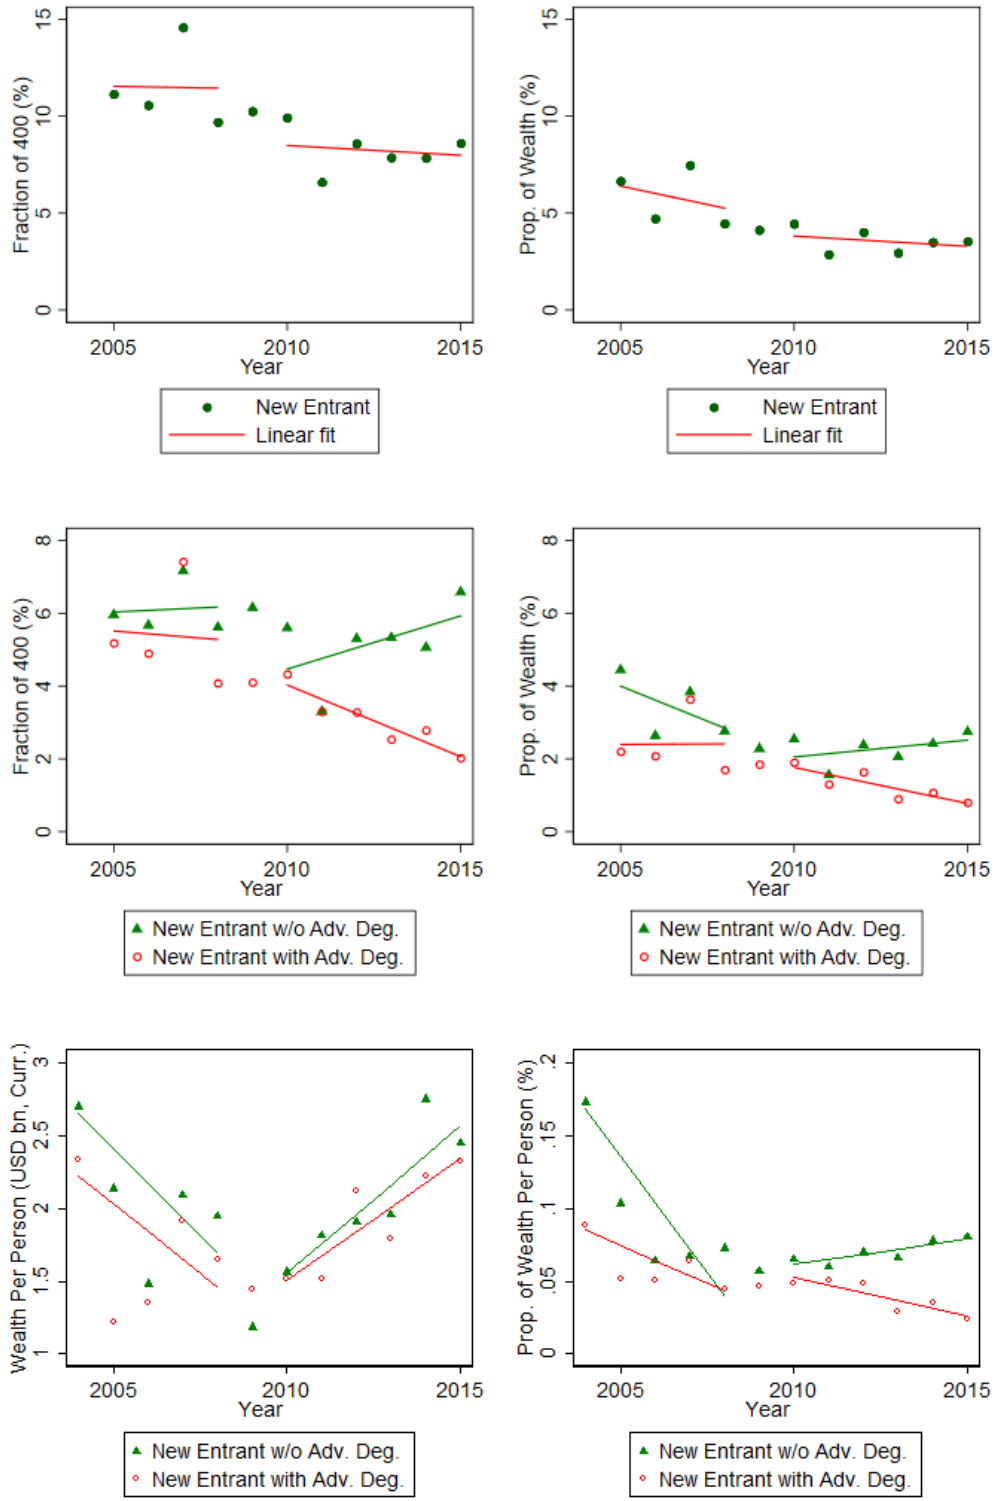 Fraction of 400 (%)
15
10
5
0
2005 2010 2015
Year
New Entrant
Linear fit
Prop. of Wealth (%)
15
10
5
0
2005 2010 2015
Year
New Entrant
Linear fit
Fraction of 400 (%)
8
6
4
2
0
2005 2010 2015
Year
New Entrant w/o Adv. Deg.
New Entrant with Adv. Deg.
Prop. of Wealth (%)
8
6
4
2
0
2005 2010 2015
Year
New Entrant w/o Adv. Deg.
New Entrant with Adv. Deg.
Wealth Per Person (USD bn, Curr.)
3
2.5
2
1.5
1
2005 2010 2015
Year
New Entrant w/o Adv. Deg.
New Entrant with Adv. Deg.
Prop. of Wealth Per Person (%)
.2
.15
.1
.05
0
2005 2010 2015
Year
New Entrant w/o Adv. Deg.
New Entrant with Adv. Deg.